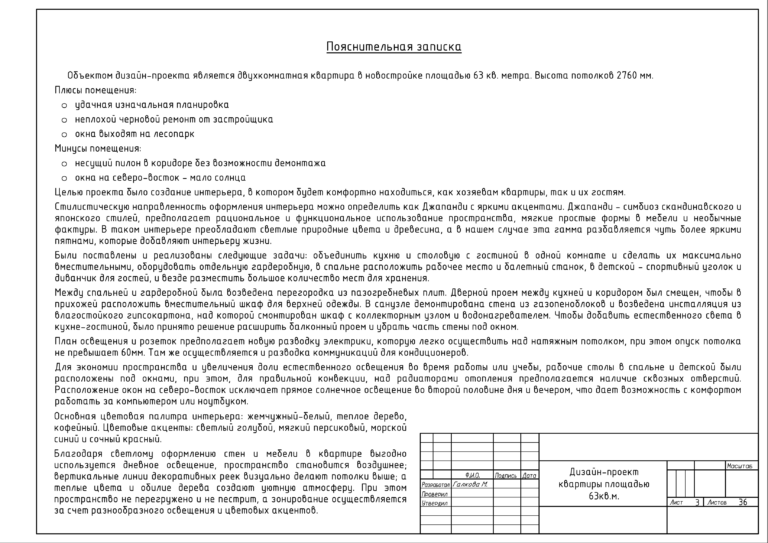 Пояснительная записка
Объектом дизайн-проекта является двухкомнатная квартира в новостройке площадью 63 кв. метра. Высота потолков 2760 мм.
Плюсы помещения:
o удачная изначальная планировка
o неплохой черновой ремонт от застройщика
o окна выходят на лесопарк
Минусы помещения:
o несущий пилон в коридоре без возможности демонтажа
o окна на северо-восток - мало солнца
Целью проекта было создание интерьера, в котором будет комфортно находиться, как хозяевам квартиры, так и их гостям.
Стилистическую направленность оформления интерьера можно определить как Джапанди с яркими акцентами. Джапанди - симбиоз скандинавского и
японского стилей, предполагает рациональное и функциональное использование пространства, мягкие простые формы в мебели и необычные
фактуры. В таком интерьере преобладают светлые природные цвета и древесина, а в нашем случае эта гамма разбавляется чуть более яркими
пятнами, которые добавляют интерьеру жизни.
Были поставлены и реализованы следующие задачи: объединить кухню и столовую с гостиной в одной комнате и сделать их максимально
вместительными, оборудовать отдельную гардеробную, в спальне расположить рабочее место и балетный станок, в детской - спортивный уголок и
диванчик для гостей, и везде разместить большое количество мест для хранения.
Между спальней и гардеробной была возведена перегородка из пазогребневых плит. Дверной проем между кухней и коридором был смещен, чтобы в
прихожей расположить вместительный шкаф для верхней одежды. В санузле демонтирована стена из газопеноблоков и возведена инсталляция из
влагостойкого гипсокартона, над которой смонтирован шкаф с коллекторным узлом и водонагревателем. Чтобы добавить естественного света в
кухне-гостиной, было принято решение расширить балконный проем и убрать часть стены под окном.
План освещения и розеток предполагает новую разводку электрики, которую легко осуществить над натяжным потолком, при этом опуск потолка
не превышает 60мм. Там же осуществляется и разводка коммуникаций для кондиционеров.
Для экономии пространства и увеличения доли естественного освещения во время работы или учебы, рабочие столы в спальне и детской были
расположены под окнами, при этом, для правильной конвекции, над радиаторами отопления предполагается наличие сквозных отверстий.
Расположение окон на северо-восток исключает прямое солнечное освещение во второй половине дня и вечером, что дает возможность с комфортом
работать за компьютером или ноутбуком.
Основная цветовая палитра интерьера: жемчужный-белый, теплое дерево,
кофейный. Цветовые акценты: светлый голубой, мягкий персиковый, морской
синий и сочный красный.
Благодаря светлому оформлению стен и мебели в квартире выгодно
используется дневное освещение, пространство становится воздушнее;
вертикальные линии декоративных реек визуально делают потолки выше; а
теплые цвета и обилие дерева создают уютную атмосферу. При этом
пространство не перегружено и не пестрит, а зонирование осуществляется
за счет разнообразного освещения и цветовых акцентов.
Ф.И.О. Подпись Дата
Разработал Галкова М.
Проверил
Утвердил
Дизайн-проект
квартиры площадью
63кв.м.
Масштаб
Лист 3 Листов 36